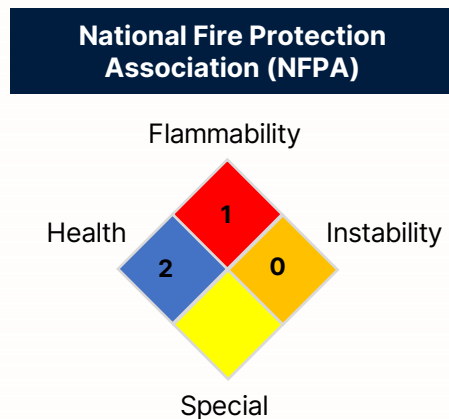 National Fire Protection
Association (NFPA)
Flammability
1
Health
Instability
2
0
Special